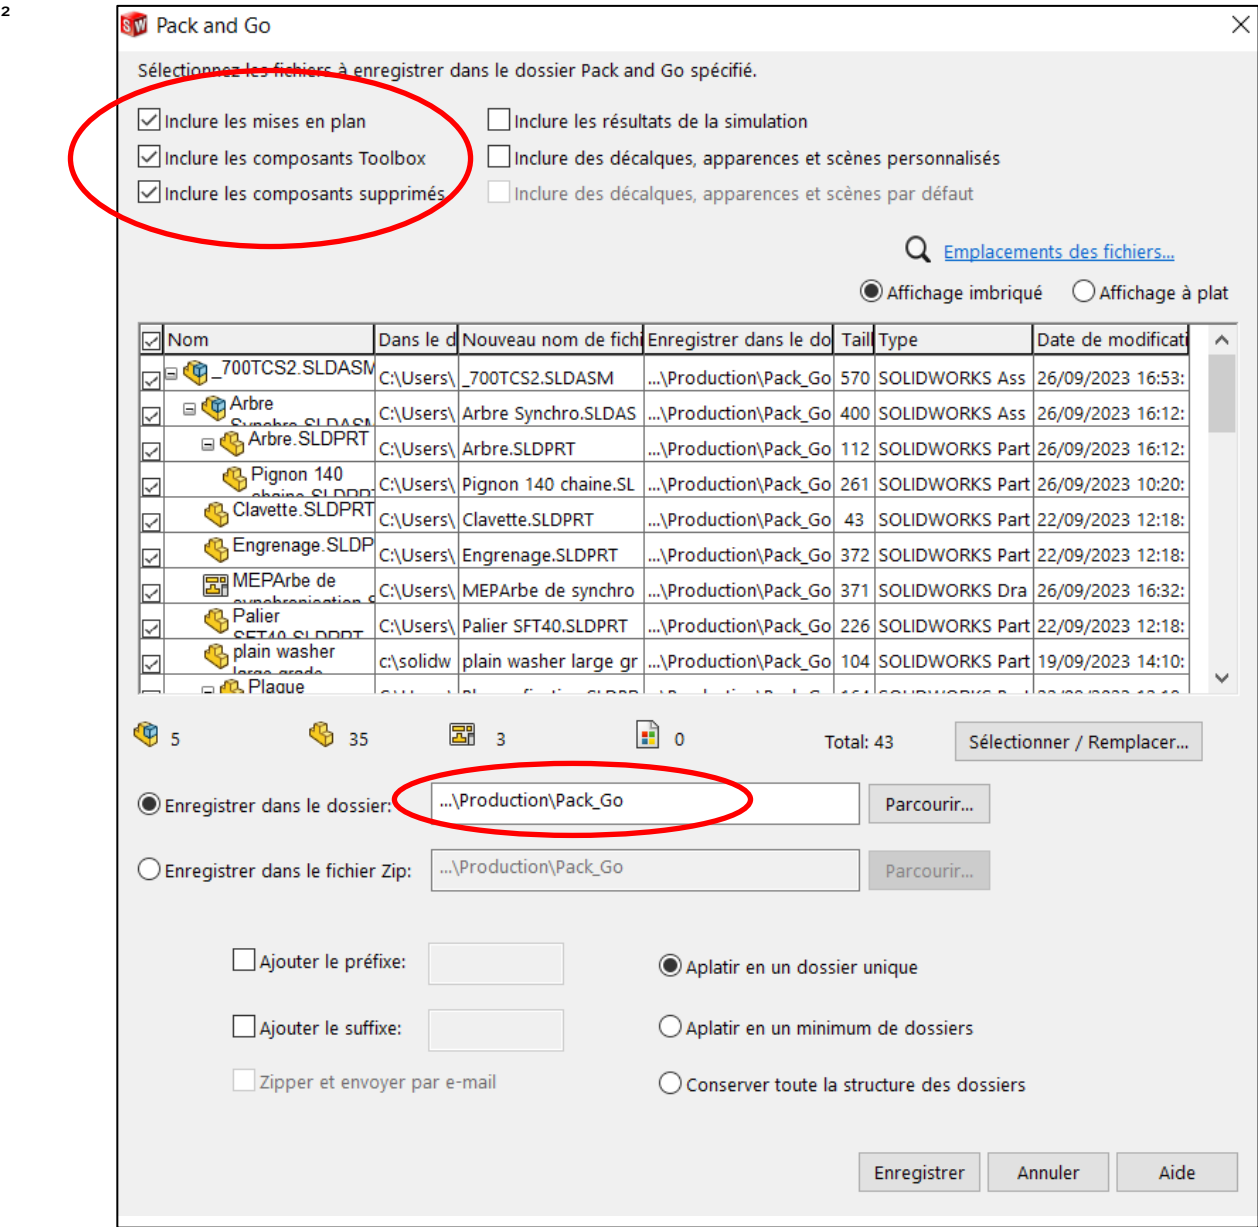 ²
SW Pack and Go
Sélectionnez les fichiers à enregistrer dans le dossier Pack and Go spécifié.
Inclure les mises en plan Inclure les résultats de la simulation
Inclure les composants Toolbox Inclure des décalques, apparences et scènes personnalisés
Inclure les composants supprimés Inclure des décalques, apparences et scènes par défaut
Emplacements des fichiers...
Affichage imbriqué Affichage à plat
Nom Dans le d Nouveau nom de fichi Enregistrer dans le do Taill Type Date de modificati
_700TCS2.SLDASM C:\Users\ _700TCS2.SLDASM ...\Production\Pack_Go 570 SOLIDWORKS Ass 26/09/2023 16:53:
Arbre Synchro.SLDASM C:\Users\ Arbre Synchro.SLDAS ...\Production\Pack_Go 400 SOLIDWORKS Ass 26/09/2023 16:12:
Arbre.SLDPRT C:\Users\ Arbre.SLDPRT ...\Production\Pack_Go 112 SOLIDWORKS Part 26/09/2023 16:12:
Pignon 140 chaine.SLDPRT C:\Users\ Pignon 140 chaine.SL ...\Production\Pack_Go 261 SOLIDWORKS Part 26/09/2023 10:20:
Clavette.SLDPRT C:\Users\ Clavette.SLDPRT ...\Production\Pack_Go 43 SOLIDWORKS Part 22/09/2023 12:18:
Engrenage.SLDP C:\Users\ Engrenage.SLDPRT ...\Production\Pack_Go 372 SOLIDWORKS Part 22/09/2023 12:18:
MEPArbe de synchronisation C:\Users\ MEPArbe de synchro ...\Production\Pack_Go 371 SOLIDWORKS Dra 26/09/2023 16:32:
Palier SFT40.SLDPRT C:\Users\ Palier SFT40.SLDPRT ...\Production\Pack_Go 226 SOLIDWORKS Part 22/09/2023 12:18:
plain washer large grade c:\solidw plain washer large gr ...\Production\Pack_Go 104 SOLIDWORKS Part 19/09/2023 14:10:
Plaque
5 35 3 0 Total: 43 Sélectionner / Remplacer...
Enregistrer dans le dossier: ...\Production\Pack_Go Parcourir...
Enregistrer dans le fichier Zip: ...\Production\Pack_Go Parcourir...
Ajouter le préfixe: Aplatir en un dossier unique
Ajouter le suffixe: Aplatir en un minimum de dossiers
Zipper et envoyer par e-mail Conserver toute la structure des dossiers
Enregistrer Annuler Aide